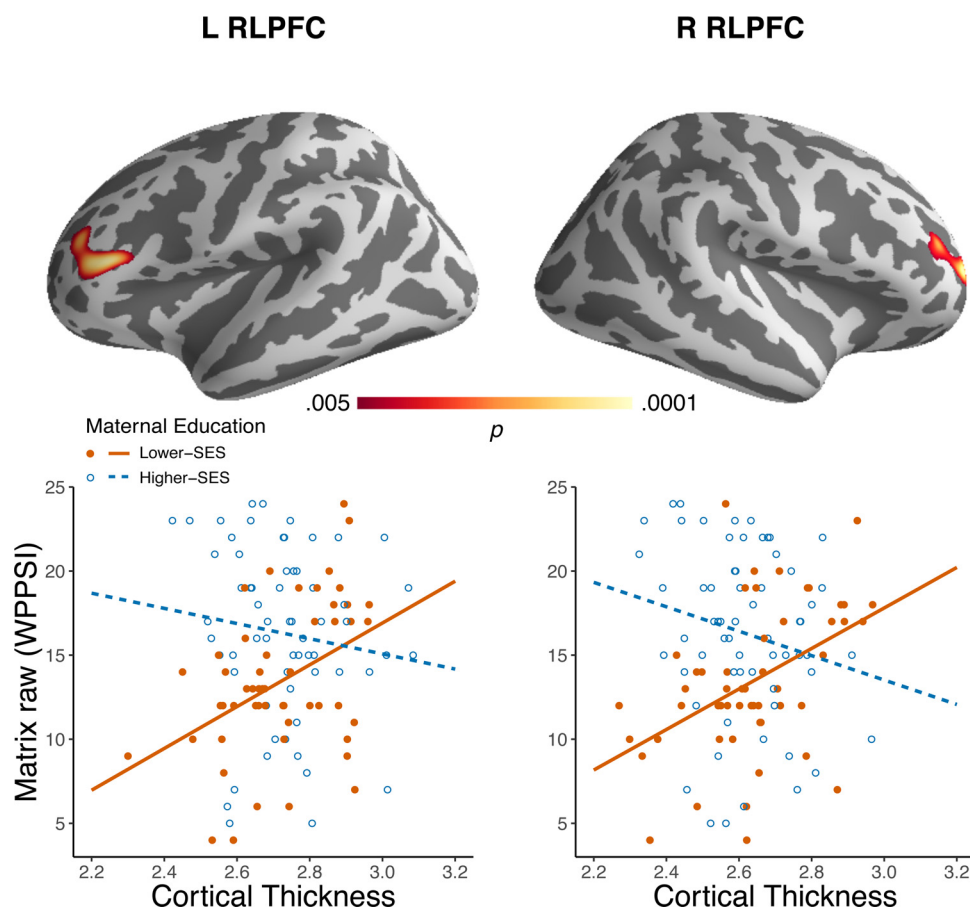 L RLPFC
R RLPFC
.005
.0001
p
Maternal Education
Lower-SES
Higher-SES
Matrix raw (WPPSI)
25
20
15
10
5
2.2 2.4 2.6 2.8 3.0 3.2
Cortical Thickness
25
20
15
10
5
2.2 2.4 2.6 2.8 3.0 3.2
Cortical Thickness